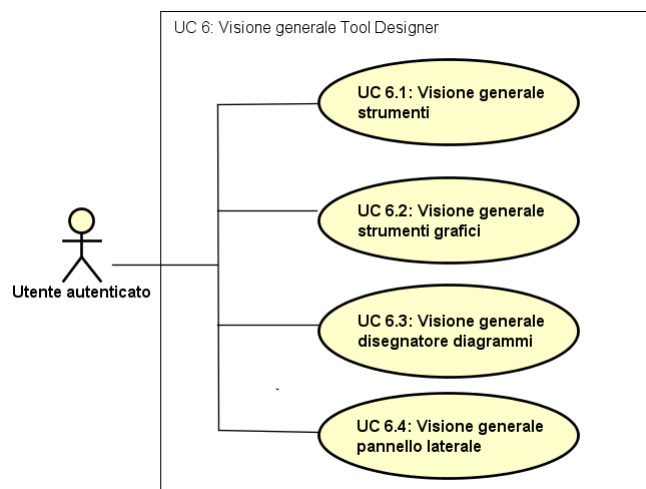 UC 6: Visione generale Tool Designer
UC 6.1: Visione generale
strumenti
UC 6.2: Visione generale
strumenti grafici
Utente autenticato
UC 6.3: Visione generale
disegnatore diagrammi
UC 6.4: Visione generale
pannello laterale